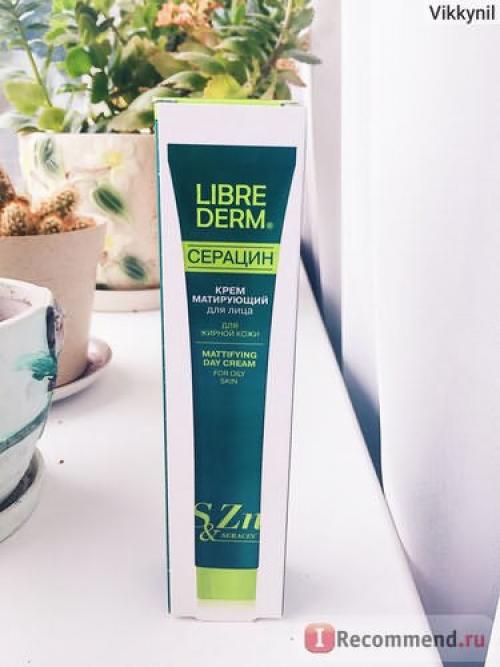 Vikkynil
LIBRE
DERM®
СЕРАЦИН
КРЕМ
МАТИРУЮЩИЙ
для лица
ДЛЯ
ЖИРНОЙ КОЖИ
MATTIFYING
DAY CREAM
FOR OILY
SKIN
S&Zn
SERACIN
IRecommend.ru